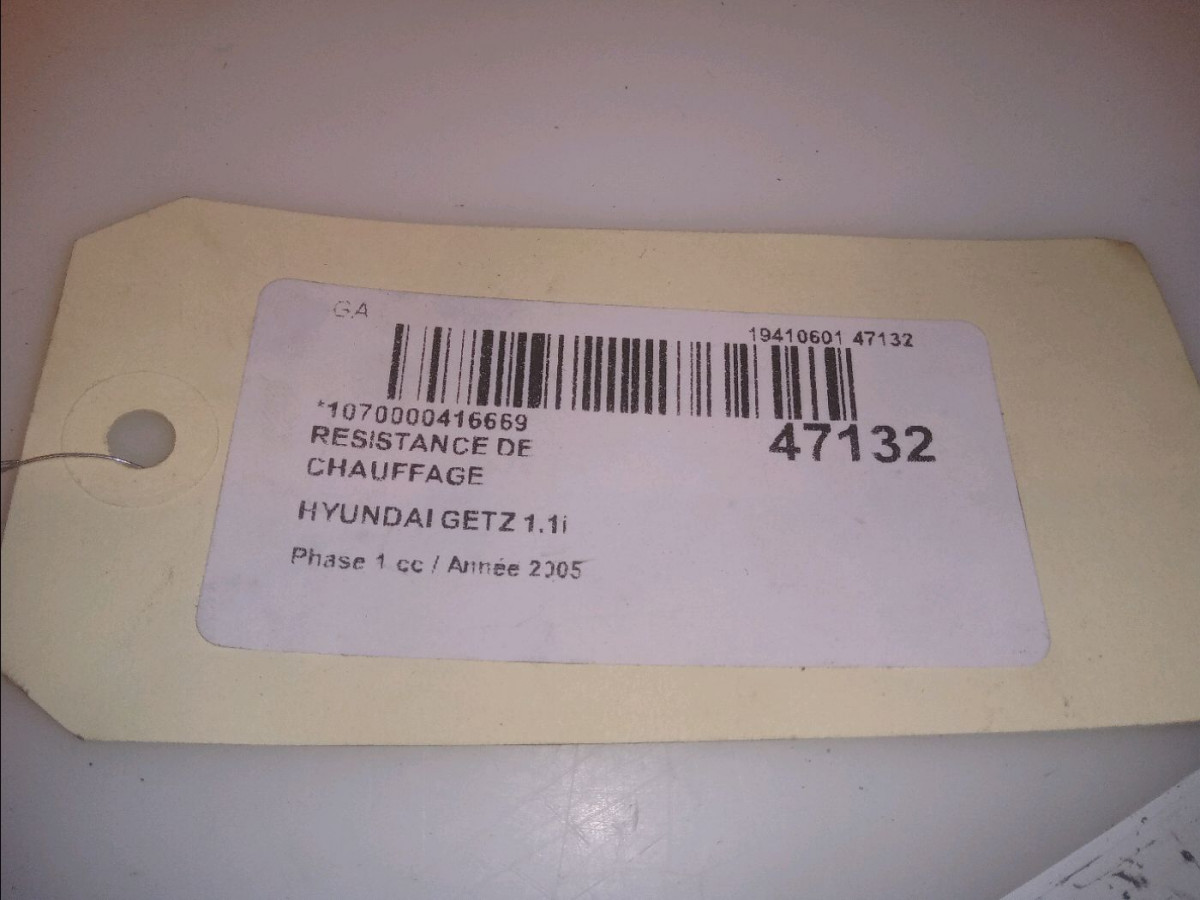 GA
19410601 47132
*1070000416669
47132
RESISTANCE DE
CHAUFFAGE
HYUNDAI GETZ 1.1i
Phase 1 cc / Année 2005